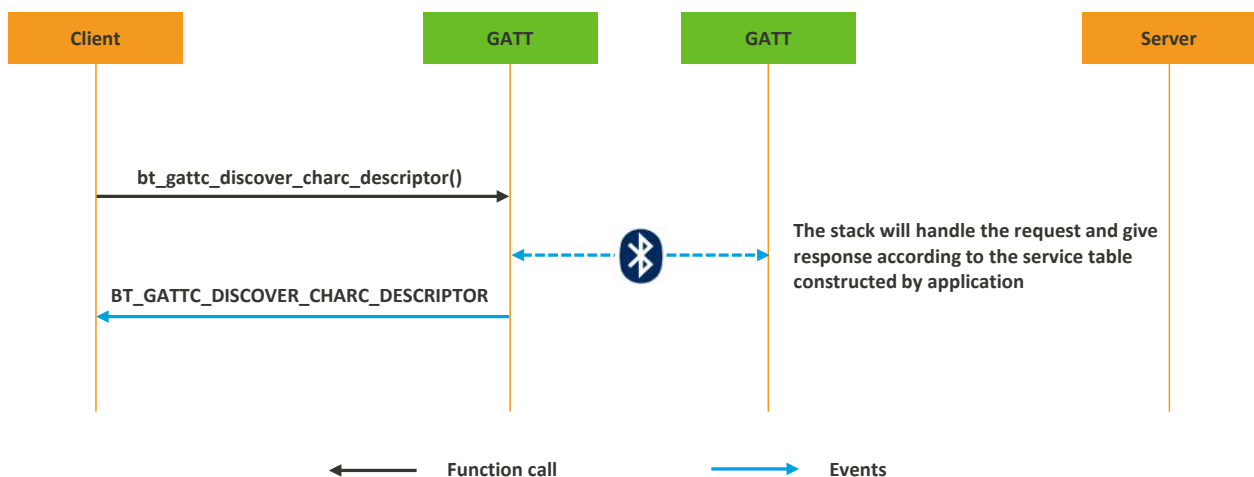 Client
GATT
GATT
Server
bt_gattc_discover_charc_descriptor()
The stack will handle the request and give
response according to the service table
constructed by application
BT_GATTC_DISCOVER_CHARC_DESCRIPTOR
Function call
Events